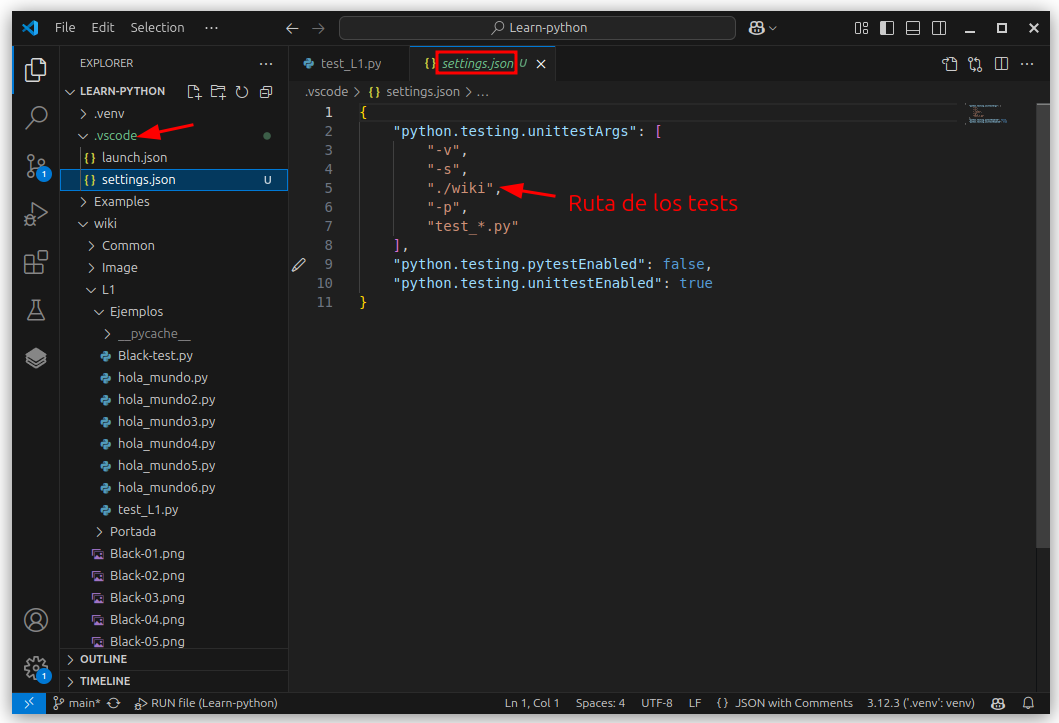 File Edit Selection ··· Learn-python
EXPLORER ···
LEARN-PYTHON
.venv
.vscode
{} launch.json
{} settings.json U
Examples
wiki
Common
Image
L1
Ejemplos
__pycache__
Black-test.py
hola_mundo.py
hola_mundo2.py
hola_mundo3.py
hola_mundo4.py
hola_mundo5.py
hola_mundo6.py
test_L1.py
Portada
Black-01.png
Black-02.png
Black-03.png
Black-04.png
Black-05.png
OUTLINE
TIMELINE
1
1
test_L1.py {} settings.json U
.vscode > {} settings.json > ...
1 {
2 "python.testing.unittestArgs": [
3 "-v",
4 "-s",
5 "./wiki",
6 "-p",
7 "test_*.py"
8 ],
9 "python.testing.pytestEnabled": false,
10 "python.testing.unittestEnabled": true
11 }
Ruta de los tests
main* RUN file (Learn-python) Ln 1, Col 1 Spaces: 4 UTF-8 LF {} JSON with Comments 3.12.3 ('.venv': venv)